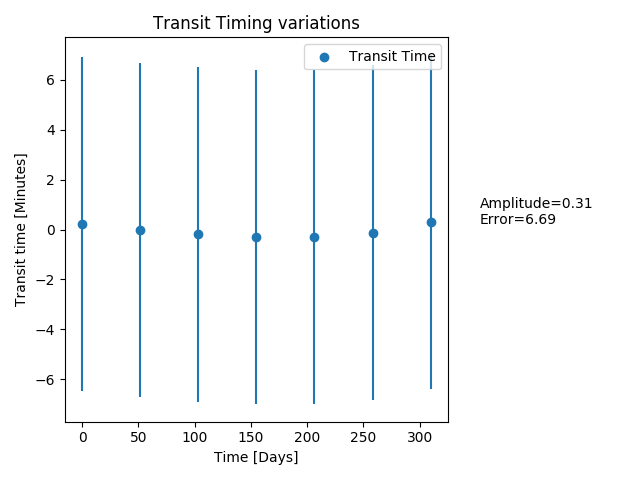 Transit Timing variations
Transit Time
Transit time [Minutes]
6
4
2
0
−2
−4
−6
0
50
100
150
200
250
300
Time [Days]
Amplitude=0.31
Error=6.69